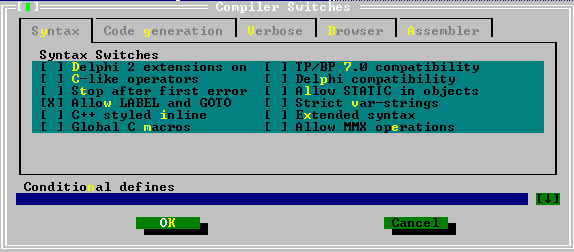 Compiler Switches
Syntax Code generation Verbose Browser Assembler
Syntax Switches
[ ] Delphi 2 extensions on [ ] TP/BP 7.0 compatibility
[ ] C-like operators [ ] Delphi compatibility
[ ] Stop after first error [ ] Allow STATIC in objects
[X] Allow LABEL and GOTO [ ] Strict var-strings
[ ] C++ styled inline [ ] Extended syntax
[ ] Global C macros [ ] Allow MMX operations
Conditional defines
[↓]
OK Cancel